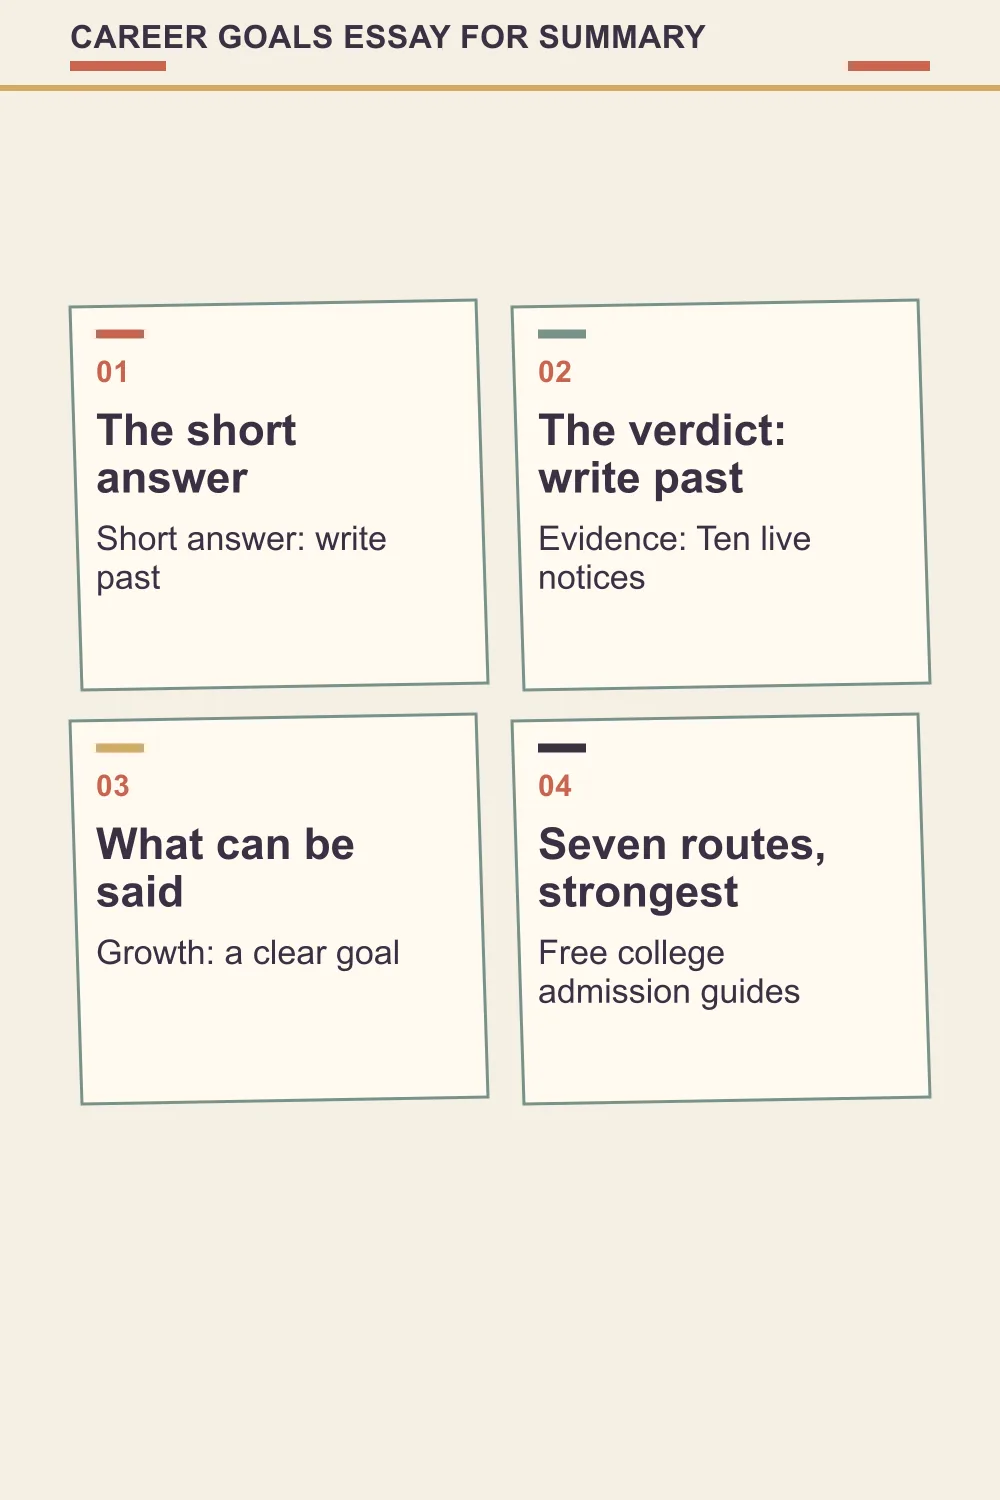 CAREER GOALS ESSAY FOR SUMMARY
01
The short
answer
Short answer: write
past
02
The verdict:
write past
Evidence: Ten live
notices
03
What can be
said
Growth: a clear goal
04
Seven routes,
strongest
Free college
admission guides